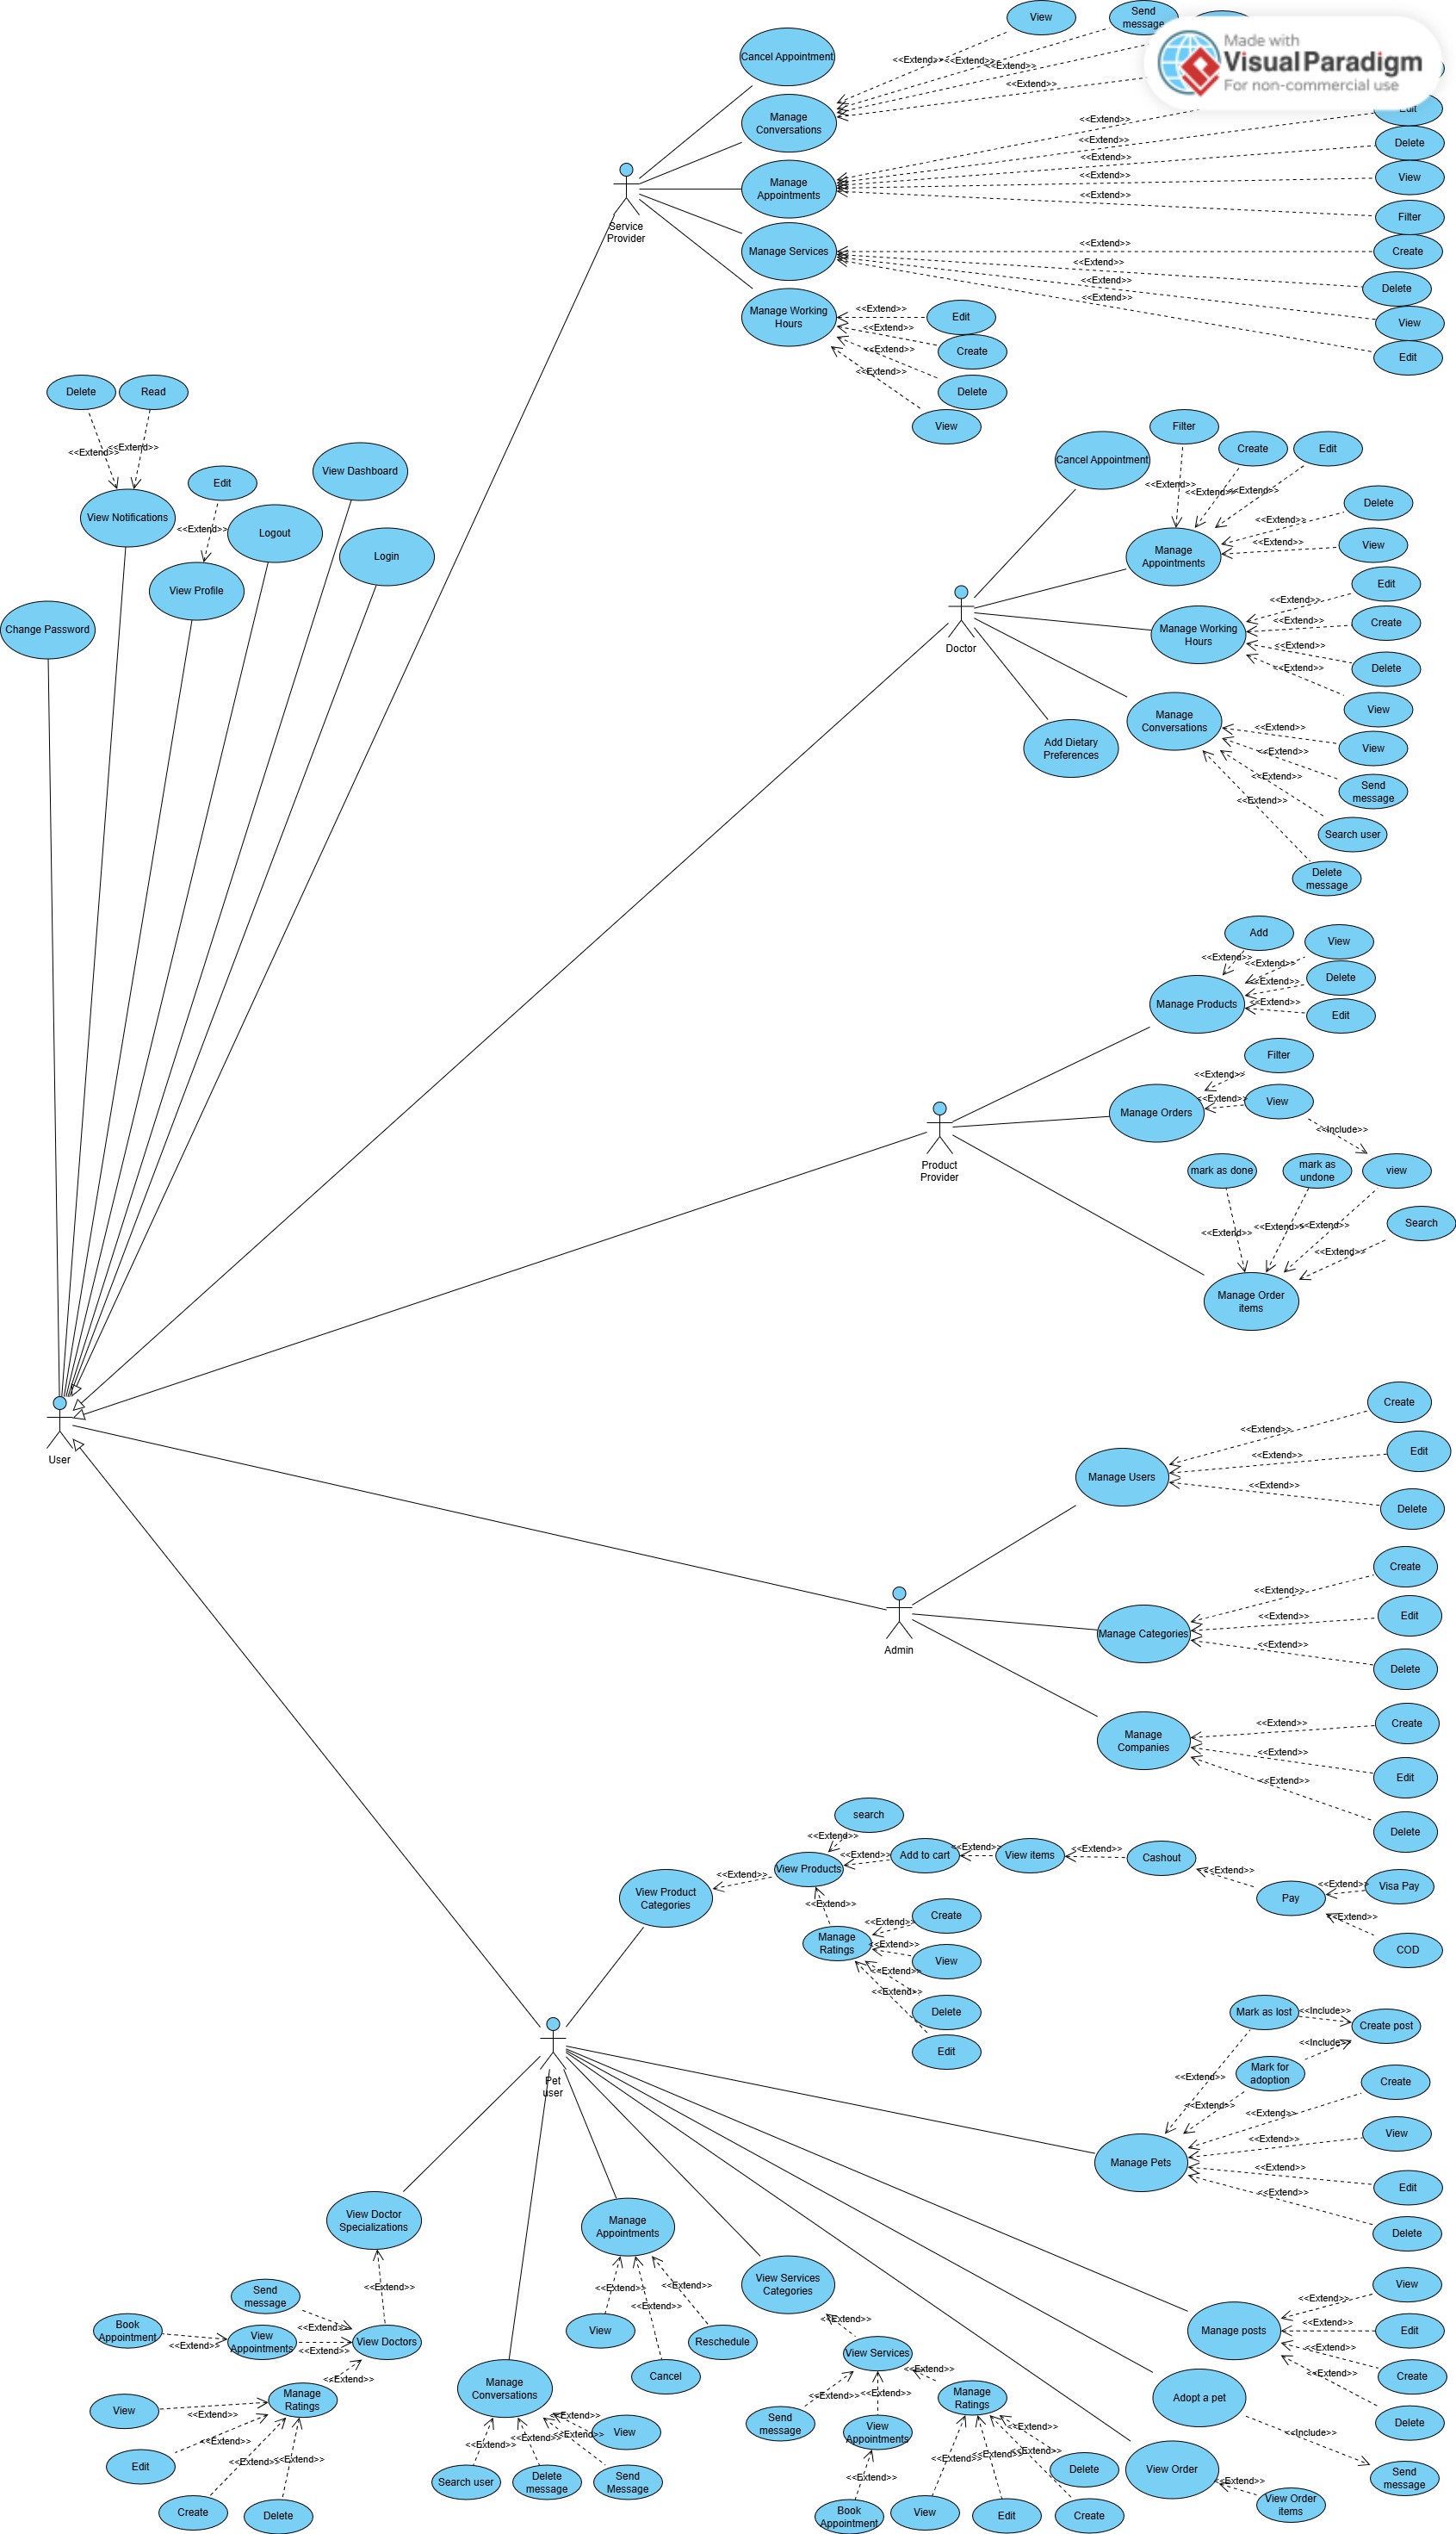 View
Send
message
Made with
VisualParadigm
For non-commercial use
Cancel Appointment
<<Extend>>
<<Extend>>
<<Extend>>
<<Extend>>
Manage
Conversations
Edit
<<Extend>>
<<Extend>>
Delete
<<Extend>>
Manage
Appointments
<<Extend>>
View
<<Extend>>
Filter
Service
Provider
Manage Services
<<Extend>>
Create
<<Extend>>
Delete
<<Extend>>
<<Extend>>
View
Edit
Manage Working
Hours
<<Extend>>
Edit
<<Extend>>
Create
<<Extend>>
<<Extend>>
Delete
View
Delete
Read
<<Extend>>
<<Extend>>
View Notifications
Edit
<<Extend>>
View Profile
Logout
View Dashboard
Login
Change Password
Cancel Appointment
Filter
Create
Edit
<<Extend>>
<<Extend>>
<<Extend>>
Delete
<<Extend>>
Manage
Appointments
<<Extend>>
View
Doctor
Manage Working
Hours
<<Extend>>
Edit
<<Extend>>
Create
<<Extend>>
Delete
<<Extend>>
View
Manage
Conversations
<<Extend>>
View
<<Extend>>
Send
message
<<Extend>>
Search user
<<Extend>>
Delete
message
Add Dietary
Preferences
Add
<<Extend>>
View
<<Extend>>
Delete
<<Extend>>
Manage Products
<<Extend>>
Edit
Filter
<<Extend>>
Manage Orders
<<Extend>>
View
<<Include>>
Product
Provider
mark as done
mark as
undone
view
Search
<<Extend>>
<<Extend>>
<<Extend>>
<<Extend>>
Manage Order
items
User
Create
<<Extend>>
Manage Users
<<Extend>>
Edit
<<Extend>>
Delete
Admin
Create
<<Extend>>
Manage Categories
<<Extend>>
Edit
<<Extend>>
Delete
Manage
Companies
<<Extend>>
Create
<<Extend>>
Edit
<<Extend>>
Delete
search
<<Extend>>
View Product
Categories
<<Extend>>
View Products
<<Extend>>
Add to cart
<<Extend>>
View items
<<Extend>>
Cashout
<<Extend>>
Pay
<<Extend>>
Visa Pay
<<Extend>>
COD
<<Extend>>
Manage
Ratings
<<Extend>>
Create
<<Extend>>
View
<<Extend>>
Delete
<<Extend>>
Edit
Pet
user
Mark as lost
<<Include>>
Create post
<<Include>>
Mark for
adoption
<<Extend>>
<<Extend>>
Create
<<Extend>>
View
<<Extend>>
Manage Pets
<<Extend>>
Edit
<<Extend>>
Delete
View Doctor
Specializations
<<Extend>>
Send
message
<<Extend>>
Book
Appointment
<<Extend>>
View
Appointments
<<Extend>>
View Doctors
<<Extend>>
Manage
Ratings
View
<<Extend>>
Edit
<<Extend>>
Create
<<Extend>>
Delete
<<Extend>>
Manage
Appointments
<<Extend>>
<<Extend>>
<<Extend>>
View
Cancel
Reschedule
Manage
Conversations
<<Extend>>
<<Extend>>
<<Extend>>
<<Extend>>
View
Search user
Delete
message
Send
Message
View Services
Categories
<<Extend>>
View Services
<<Extend>>
<<Extend>>
<<Extend>>
Send
message
View
Appointments
Manage
Ratings
<<Extend>>
Book
Appointment
<<Extend>>
<<Extend>>
<<Extend>>
<<Extend>>
View
Edit
Create
Delete
Manage posts
<<Extend>>
View
<<Extend>>
Edit
<<Extend>>
Create
<<Extend>>
Delete
Adopt a pet
<<Include>>
Send
message
View Order
<<Extend>>
View Order
items